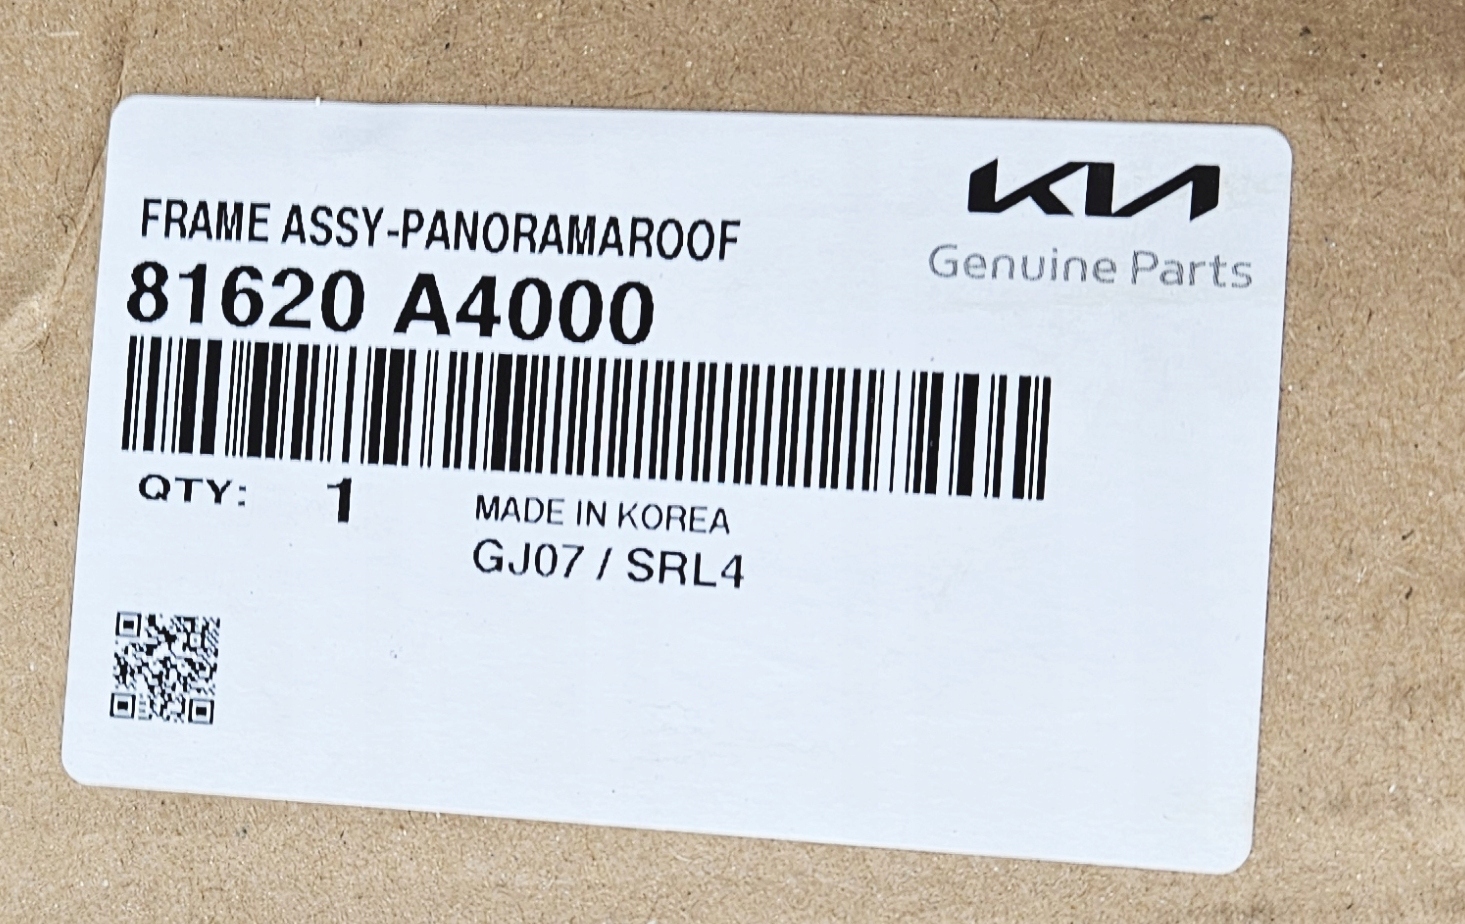 KIA
Genuine Parts
FRAME ASSY-PANORAMAROOF
81620 A4000
QTY: 1
MADE IN KOREA
GJ07 / SRL4